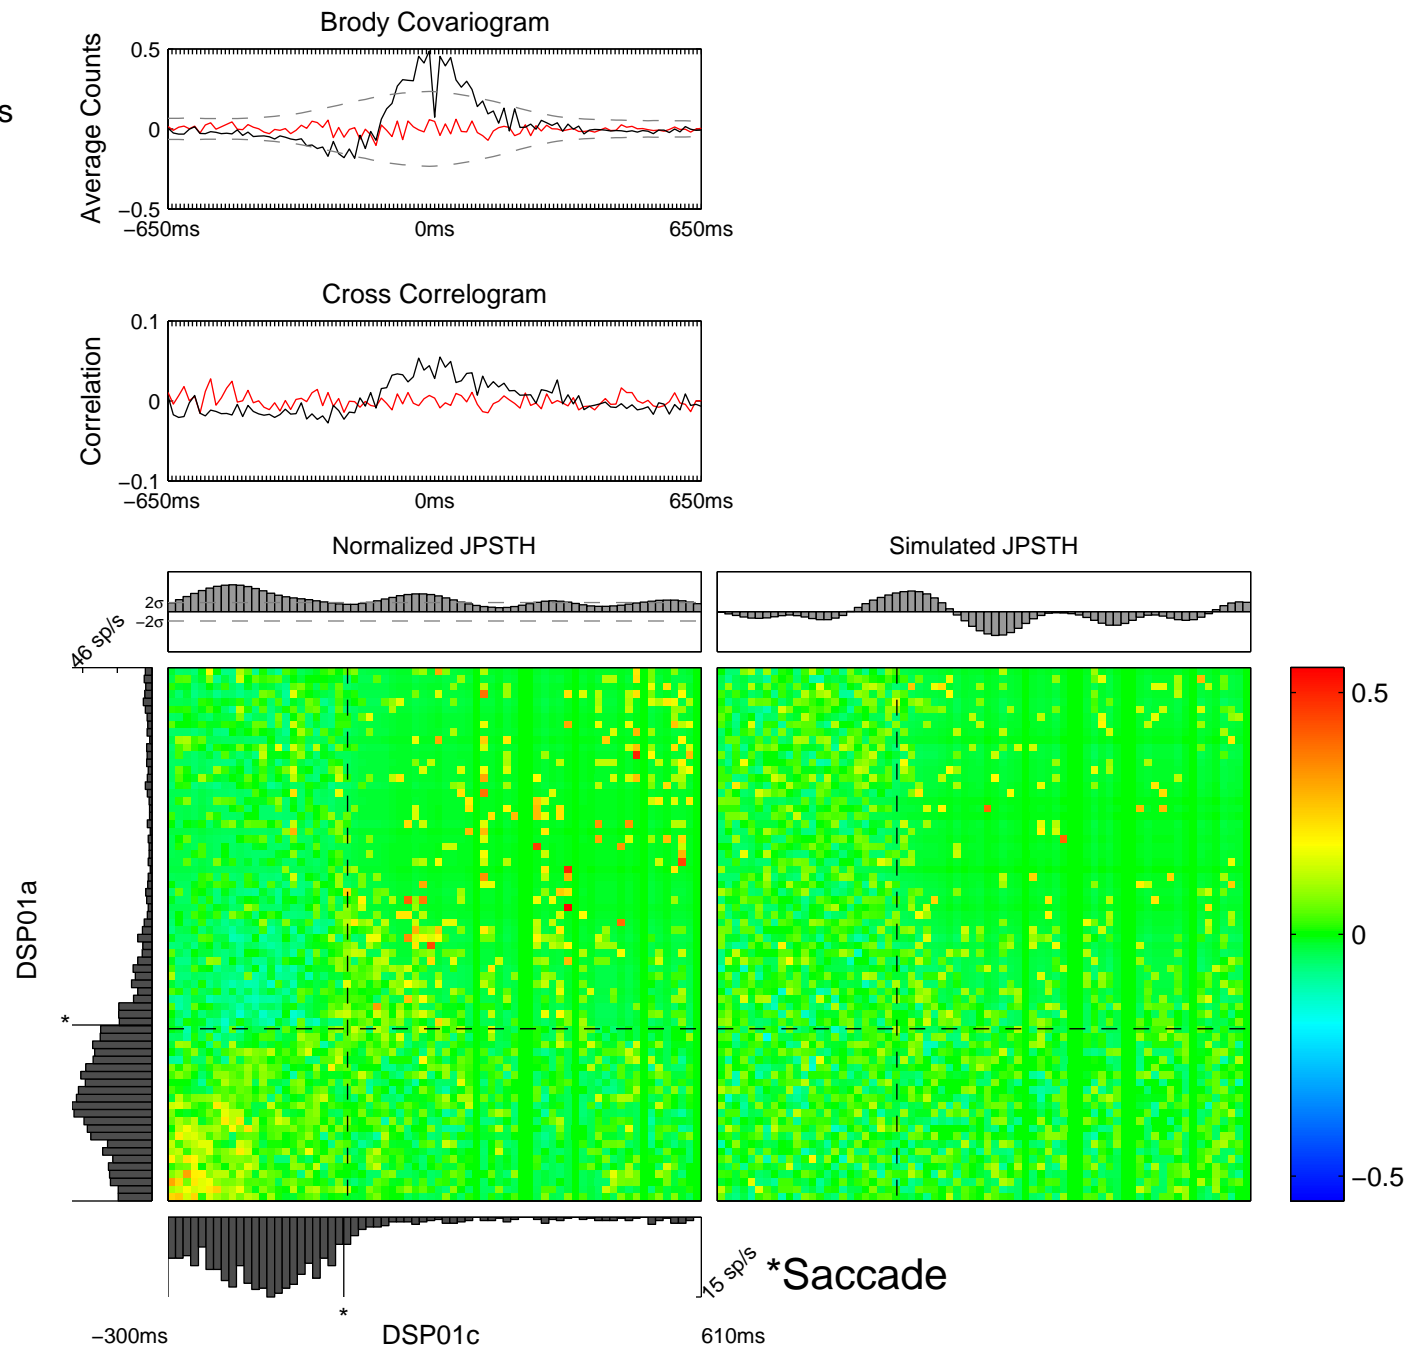 Brody Covariogram
s
Average Counts
0.5
0
−0.5
−650ms
0ms
650ms
Cross Correlogram
Correlation
0.1
0
−0.1
−650ms
0ms
650ms
Normalized JPSTH
Simulated JPSTH
2σ
−2σ
46 sp/s
DSP01a
*
0.5
0
−0.5
15 sp/s
*Saccade
*
−300ms
DSP01c
610ms